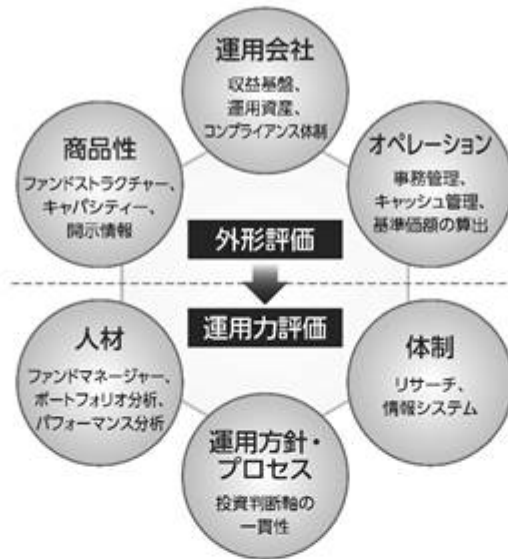 運用会社
収益基盤、
運用資産、
コンプライアンス体制
商品性
ファンドストラクチャー、
キャパシティー、
開示情報
オペレーション
事務管理、
キャッシュ管理、
基準価額の算出
外形評価
運用力評価
人材
ファンドマネージャー、
ポートフォリオ分析、
パフォーマンス分析
体制
リサーチ、
情報システム
運用方針・
プロセス
投資判断軸の
一貫性